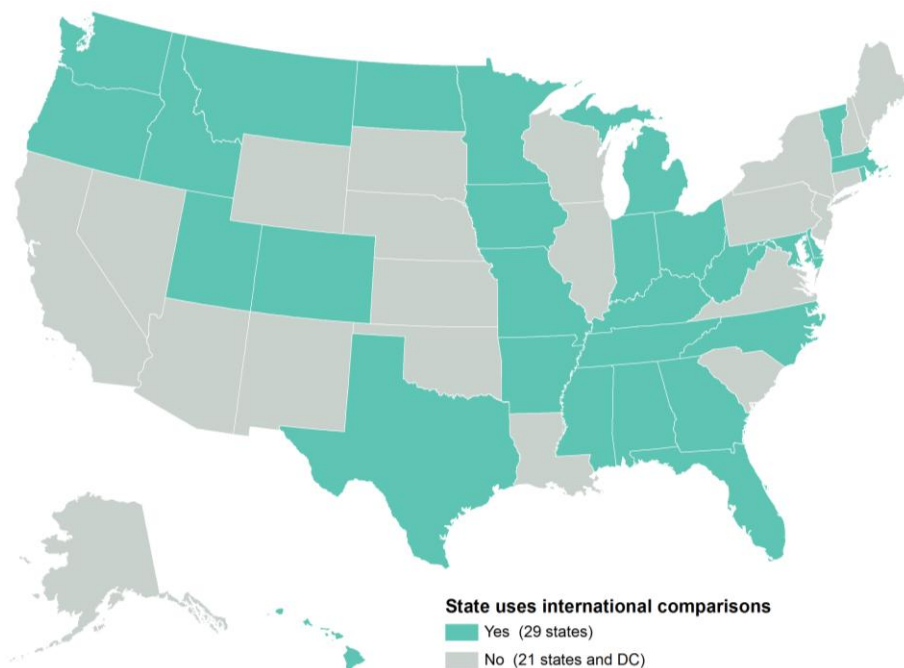 State uses international comparisons
Yes (29 states)
No (21 states and DC)